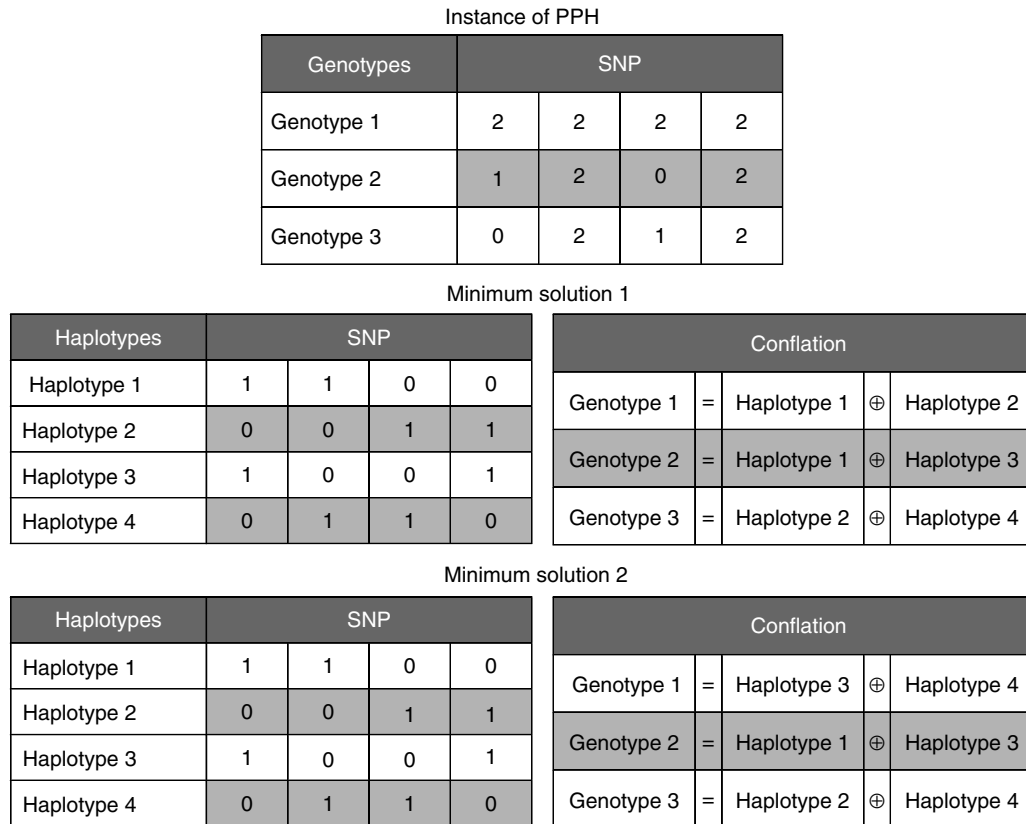 Instance of PPH
Genotypes SNP
Genotype 1 2 2 2 2
Genotype 2 1 2 0 2
Genotype 3 0 2 1 2
Minimum solution 1
Haplotypes SNP
Haplotype 1 1 1 0 0
Haplotype 2 0 0 1 1
Haplotype 3 1 0 0 1
Haplotype 4 0 1 1 0
Conflation
Genotype 1 = Haplotype 1 ⊕ Haplotype 2
Genotype 2 = Haplotype 1 ⊕ Haplotype 3
Genotype 3 = Haplotype 2 ⊕ Haplotype 4
Minimum solution 2
Haplotypes SNP
Haplotype 1 1 1 0 0
Haplotype 2 0 0 1 1
Haplotype 3 1 0 0 1
Haplotype 4 0 1 1 0
Conflation
Genotype 1 = Haplotype 3 ⊕ Haplotype 4
Genotype 2 = Haplotype 1 ⊕ Haplotype 3
Genotype 3 = Haplotype 2 ⊕ Haplotype 4